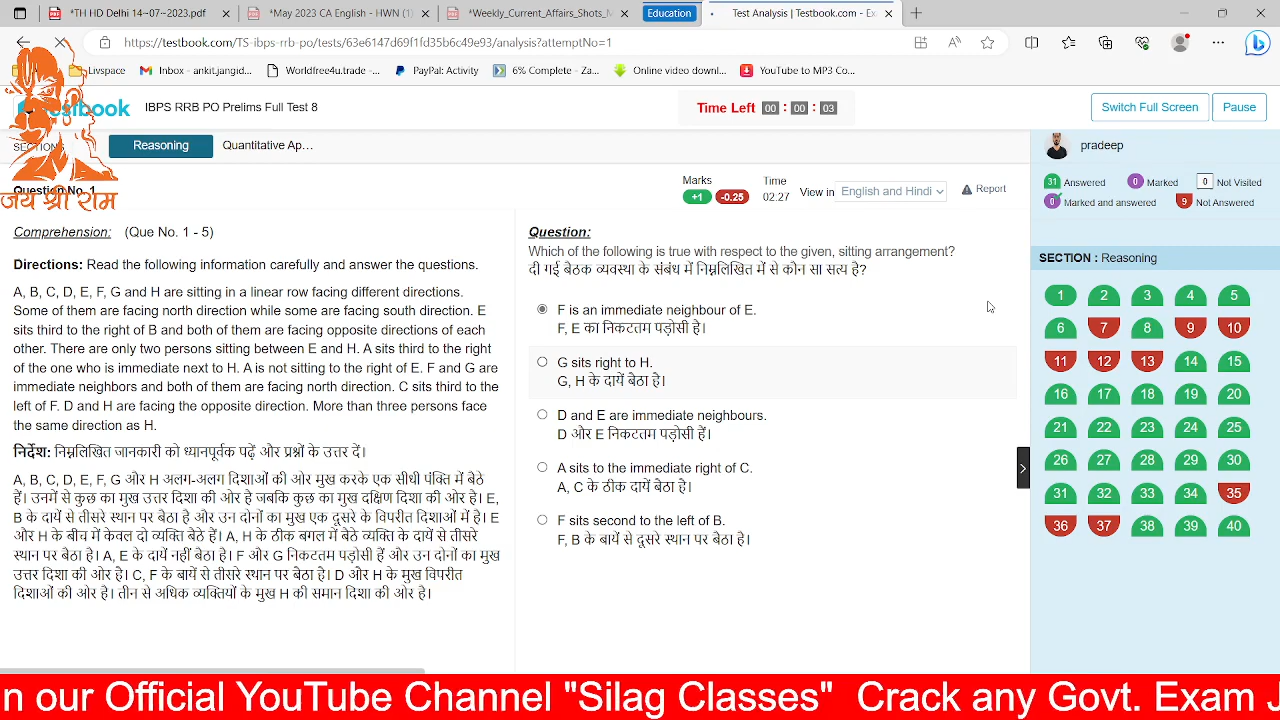 *TH HD Delhi 14~07~2023.pdf
*May 2023 CA English - HWN (1)
*Weekly_Current_Affairs_Shots_M
Education
Test Analysis | Testbook.com - Ex
https://testbook.com/TS-ibps-rrb-po/tests/63e6147d69f1fd35b6c49e93/analysis?attemptNo=1
Livspace
Inbox - ankit.jangid...
Worldfree4u.trade -...
PayPal: Activity
6% Complete - Za...
Online video downl...
YouTube to MP3 Co...
IBPS RRB PO Prelims Full Test 8
Time Left 00 : 00 : 03
Switch Full Screen
Pause
SECTIONS
Reasoning
Quantitative Ap...
pradeep
Question No. 1
जय श्री राम
Marks
+1 -0.25
Time
02.27
View in English and Hindi
Report
31 Answered
0 Marked
0 Not Visited
0 Marked and answered
9 Not Answered
Comprehension: (Que No. 1 - 5)
Directions: Read the following information carefully and answer the questions.
A, B, C, D, E, F, G and H are sitting in a linear row facing different directions.
Some of them are facing north direction while some are facing south direction. E
sits third to the right of B and both of them are facing opposite directions of each
other. There are only two persons sitting between E and H. A sits third to the right
of the one who is immediate next to H. A is not sitting to the right of E. F and G are
immediate neighbors and both of them are facing north direction. C sits third to the
left of F. D and H are facing the opposite direction. More than three persons face
the same direction as H.
निर्देश: निम्नलिखित जानकारी को ध्यानपूर्वक पढ़ें और प्रश्नों के उत्तर दें।
A, B, C, D, E, F, G और H अलग-अलग दिशाओं की ओर मुख करके एक सीधी पंक्ति में बैठे
हैं। उनमें से कुछ का मुख उत्तर दिशा की ओर है जबकि कुछ का मुख दक्षिण दिशा की ओर है। E,
B के दायें से तीसरे स्थान पर बैठा है और उन दोनों का मुख एक दूसरे के विपरीत दिशाओं में है। E
और H के बीच में केवल दो व्यक्ति बैठे हैं। A, H के ठीक बगल में बैठे व्यक्ति के दायें से तीसरे
स्थान पर बैठा है। A, E के दायें नहीं बैठा है। F और G निकटतम पड़ोसी हैं और उन दोनों का मुख
उत्तर दिशा की ओर है। C, F के बायें से तीसरे स्थान पर बैठा है। D और H के मुख विपरीत
दिशाओं की ओर है। तीन से अधिक व्यक्तियों के मुख H की समान दिशा की ओर है।
Question:
Which of the following is true with respect to the given, sitting arrangement?
दी गई बैठक व्यवस्था के संबंध में निम्नलिखित में से कौन सा सत्य है?
F is an immediate neighbour of E.
F, E का निकटतम पड़ोसी है।
G sits right to H.
G, H के दायें बैठा है।
D and E are immediate neighbours.
D और E निकटतम पड़ोसी हैं।
A sits to the immediate right of C.
A, C के ठीक दायें बैठा है।
F sits second to the left of B.
F, B के बायें से दूसरे स्थान पर बैठा है।
SECTION : Reasoning
1 2 3 4 5
6 7 8 9 10
11 12 13 14 15
16 17 18 19 20
21 22 23 24 25
26 27 28 29 30
31 32 33 34 35
36 37 38 39 40
n our Official YouTube Channel "Silag Classes" Crack any Govt. Exam J